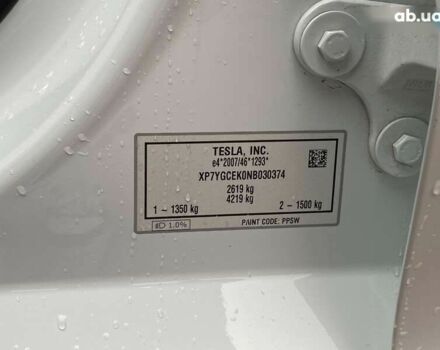 ab.ua
TESLA, INC.
e4*2007/46*1293*
XP7YGCEK0NB030374
2619 kg
4219 kg
1 ~ 1350 kg 2 - 1500 kg
1.0% PAINT CODE: PPSW